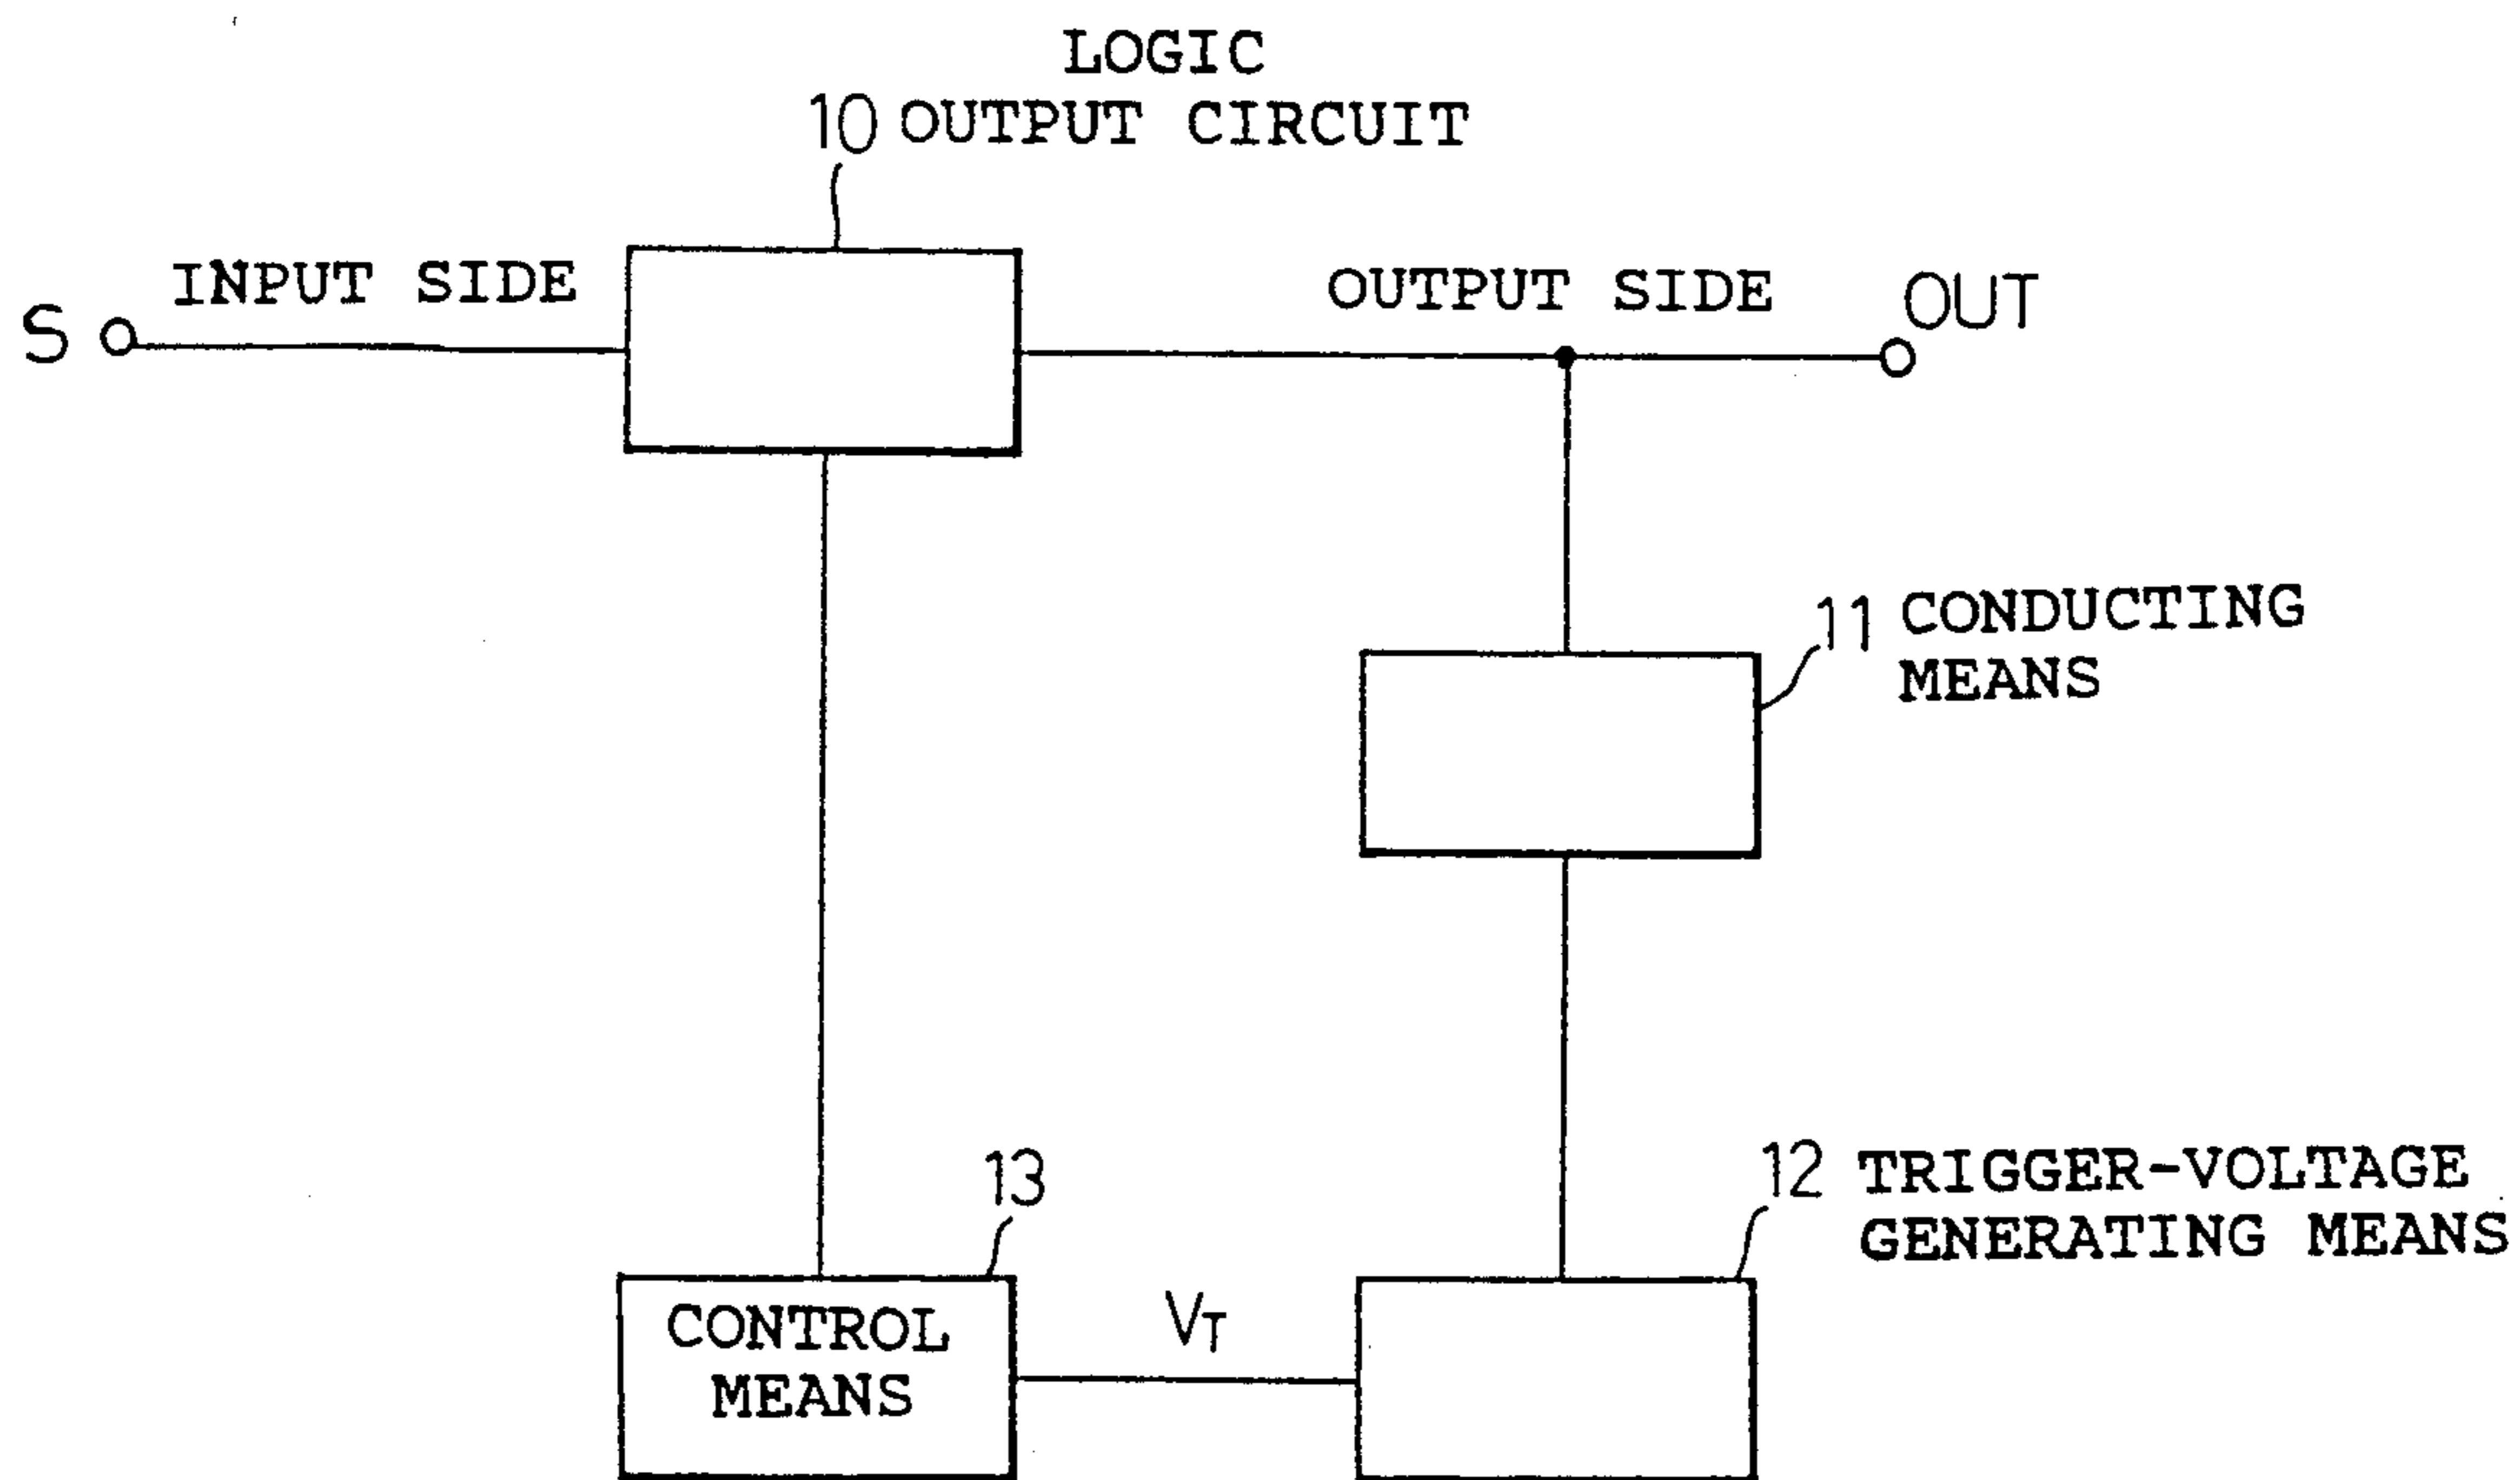 LOGIC
10 OUTPUT CIRCUIT
INPUT SIDE
OUTPUT SIDE
OUT
S
11 CONDUCTING
MEANS
13
12 TRIGGER-VOLTAGE
GENERATING MEANS
CONTROL
MEANS
VT